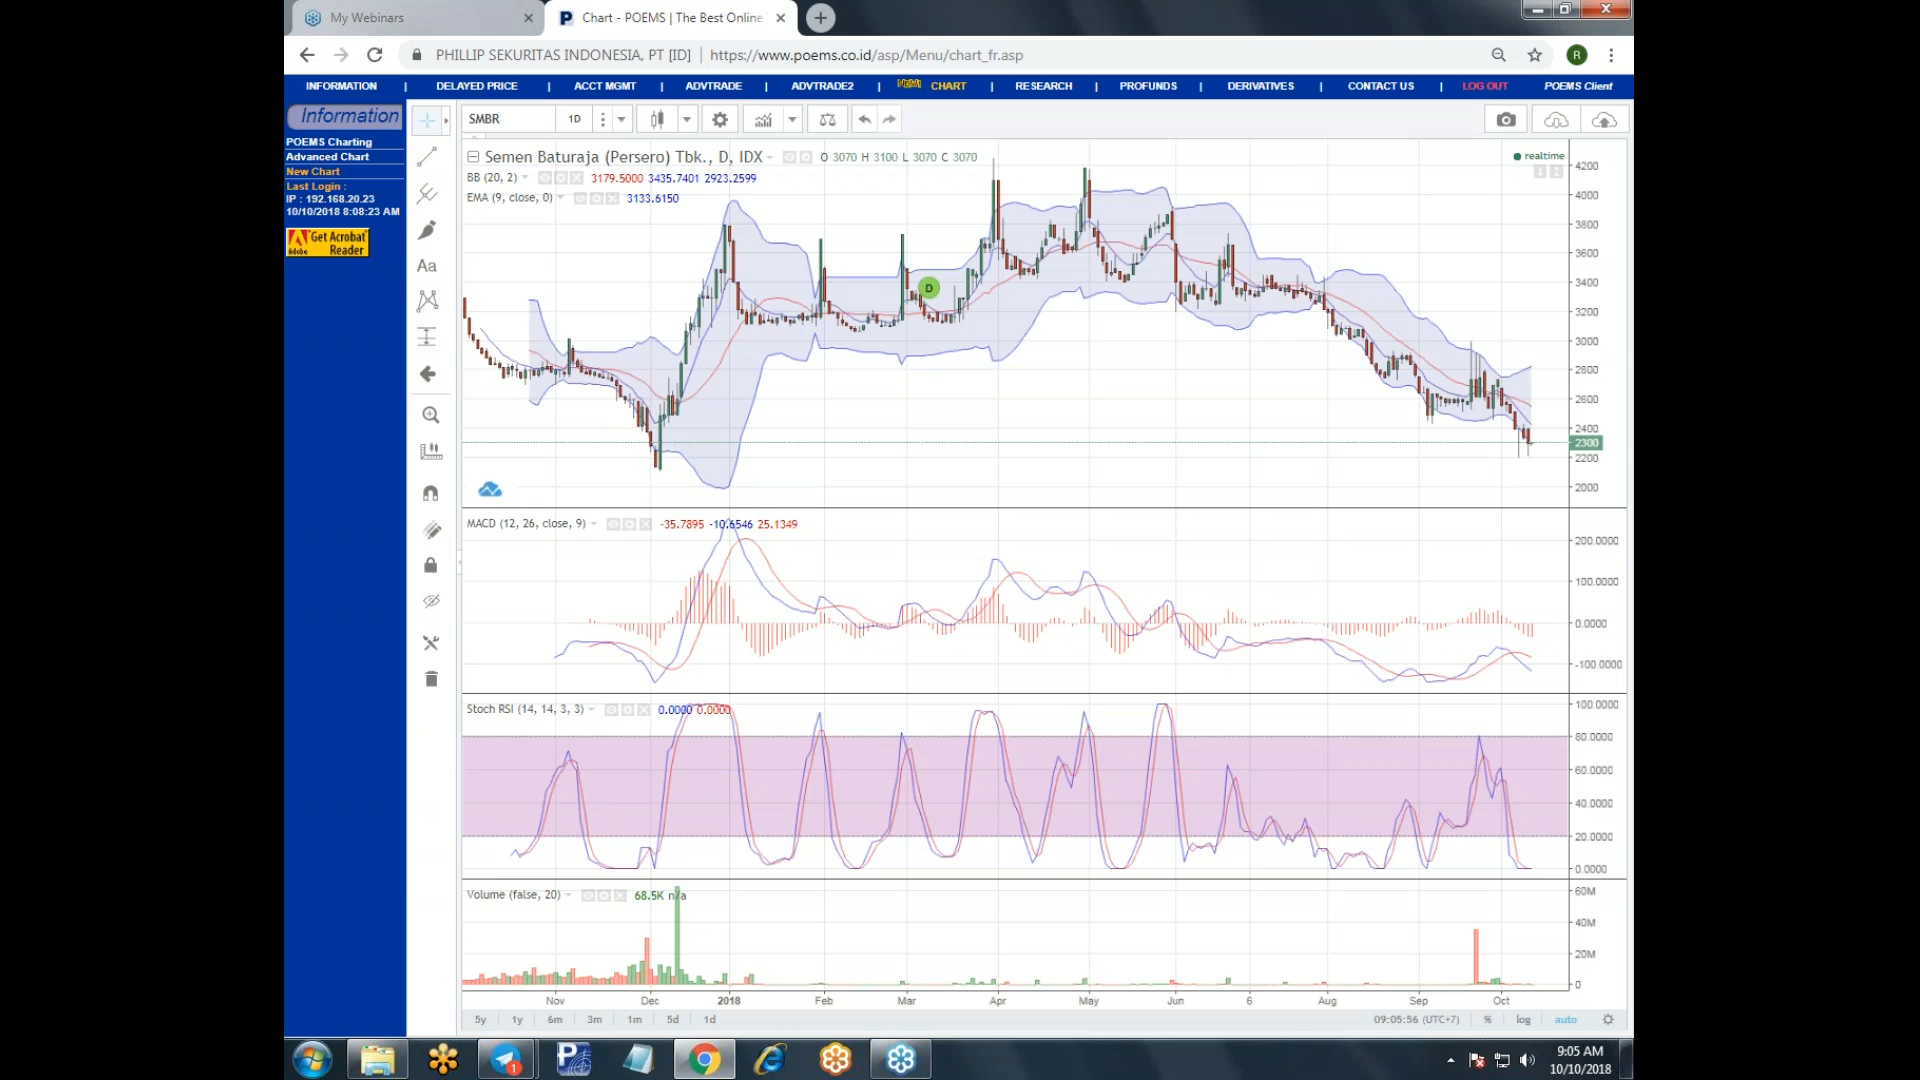 My Webinars
Chart - POEMS | The Best Online
PHILLIP SEKURITAS INDONESIA, PT [ID] | https://www.poems.co.id/asp/Menu/chart_fr.asp
R
INFORMATION | DELAYED PRICE | ACCT MGMT | ADVTRADE | ADVTRADE2 | NEW! CHART | RESEARCH | PROFUNDS | DERIVATIVES | CONTACT US | LOG OUT POEMS Client
Information
POEMS Charting
Advanced Chart
New Chart
Last Login :
IP : 192.168.20.23
10/10/2018 8:08:23 AM
Get Acrobat
Adobe Reader
SMBR 1D
Aa
Semen Baturaja (Persero) Tbk., D, IDX O 3070 H 3100 L 3070 C 3070
realtime
BB (20, 2) 3179.5000 3435.7401 2923.2599
EMA (9, close, 0) 3133.6150
D
4200
4000
3800
3600
3400
3200
3000
2800
2600
2400
2300
2200
2000
MACD (12, 26, close, 9) -35.7895 -10.6546 25.1349
200.0000
100.0000
0.0000
-100.0000
Stoch RSI (14, 14, 3, 3) 0.0000 0.0000
100.0000
80.0000
60.0000
40.0000
20.0000
0.0000
Volume (false, 20) 68.5K n/a
60M
40M
20M
0
Nov Dec 2018 Feb Mar Apr May Jun 6 Aug Sep Oct
5y 1y 6m 3m 1m 5d 1d
09:05:56 (UTC+7) % log auto
1
P
9:05 AM
10/10/2018